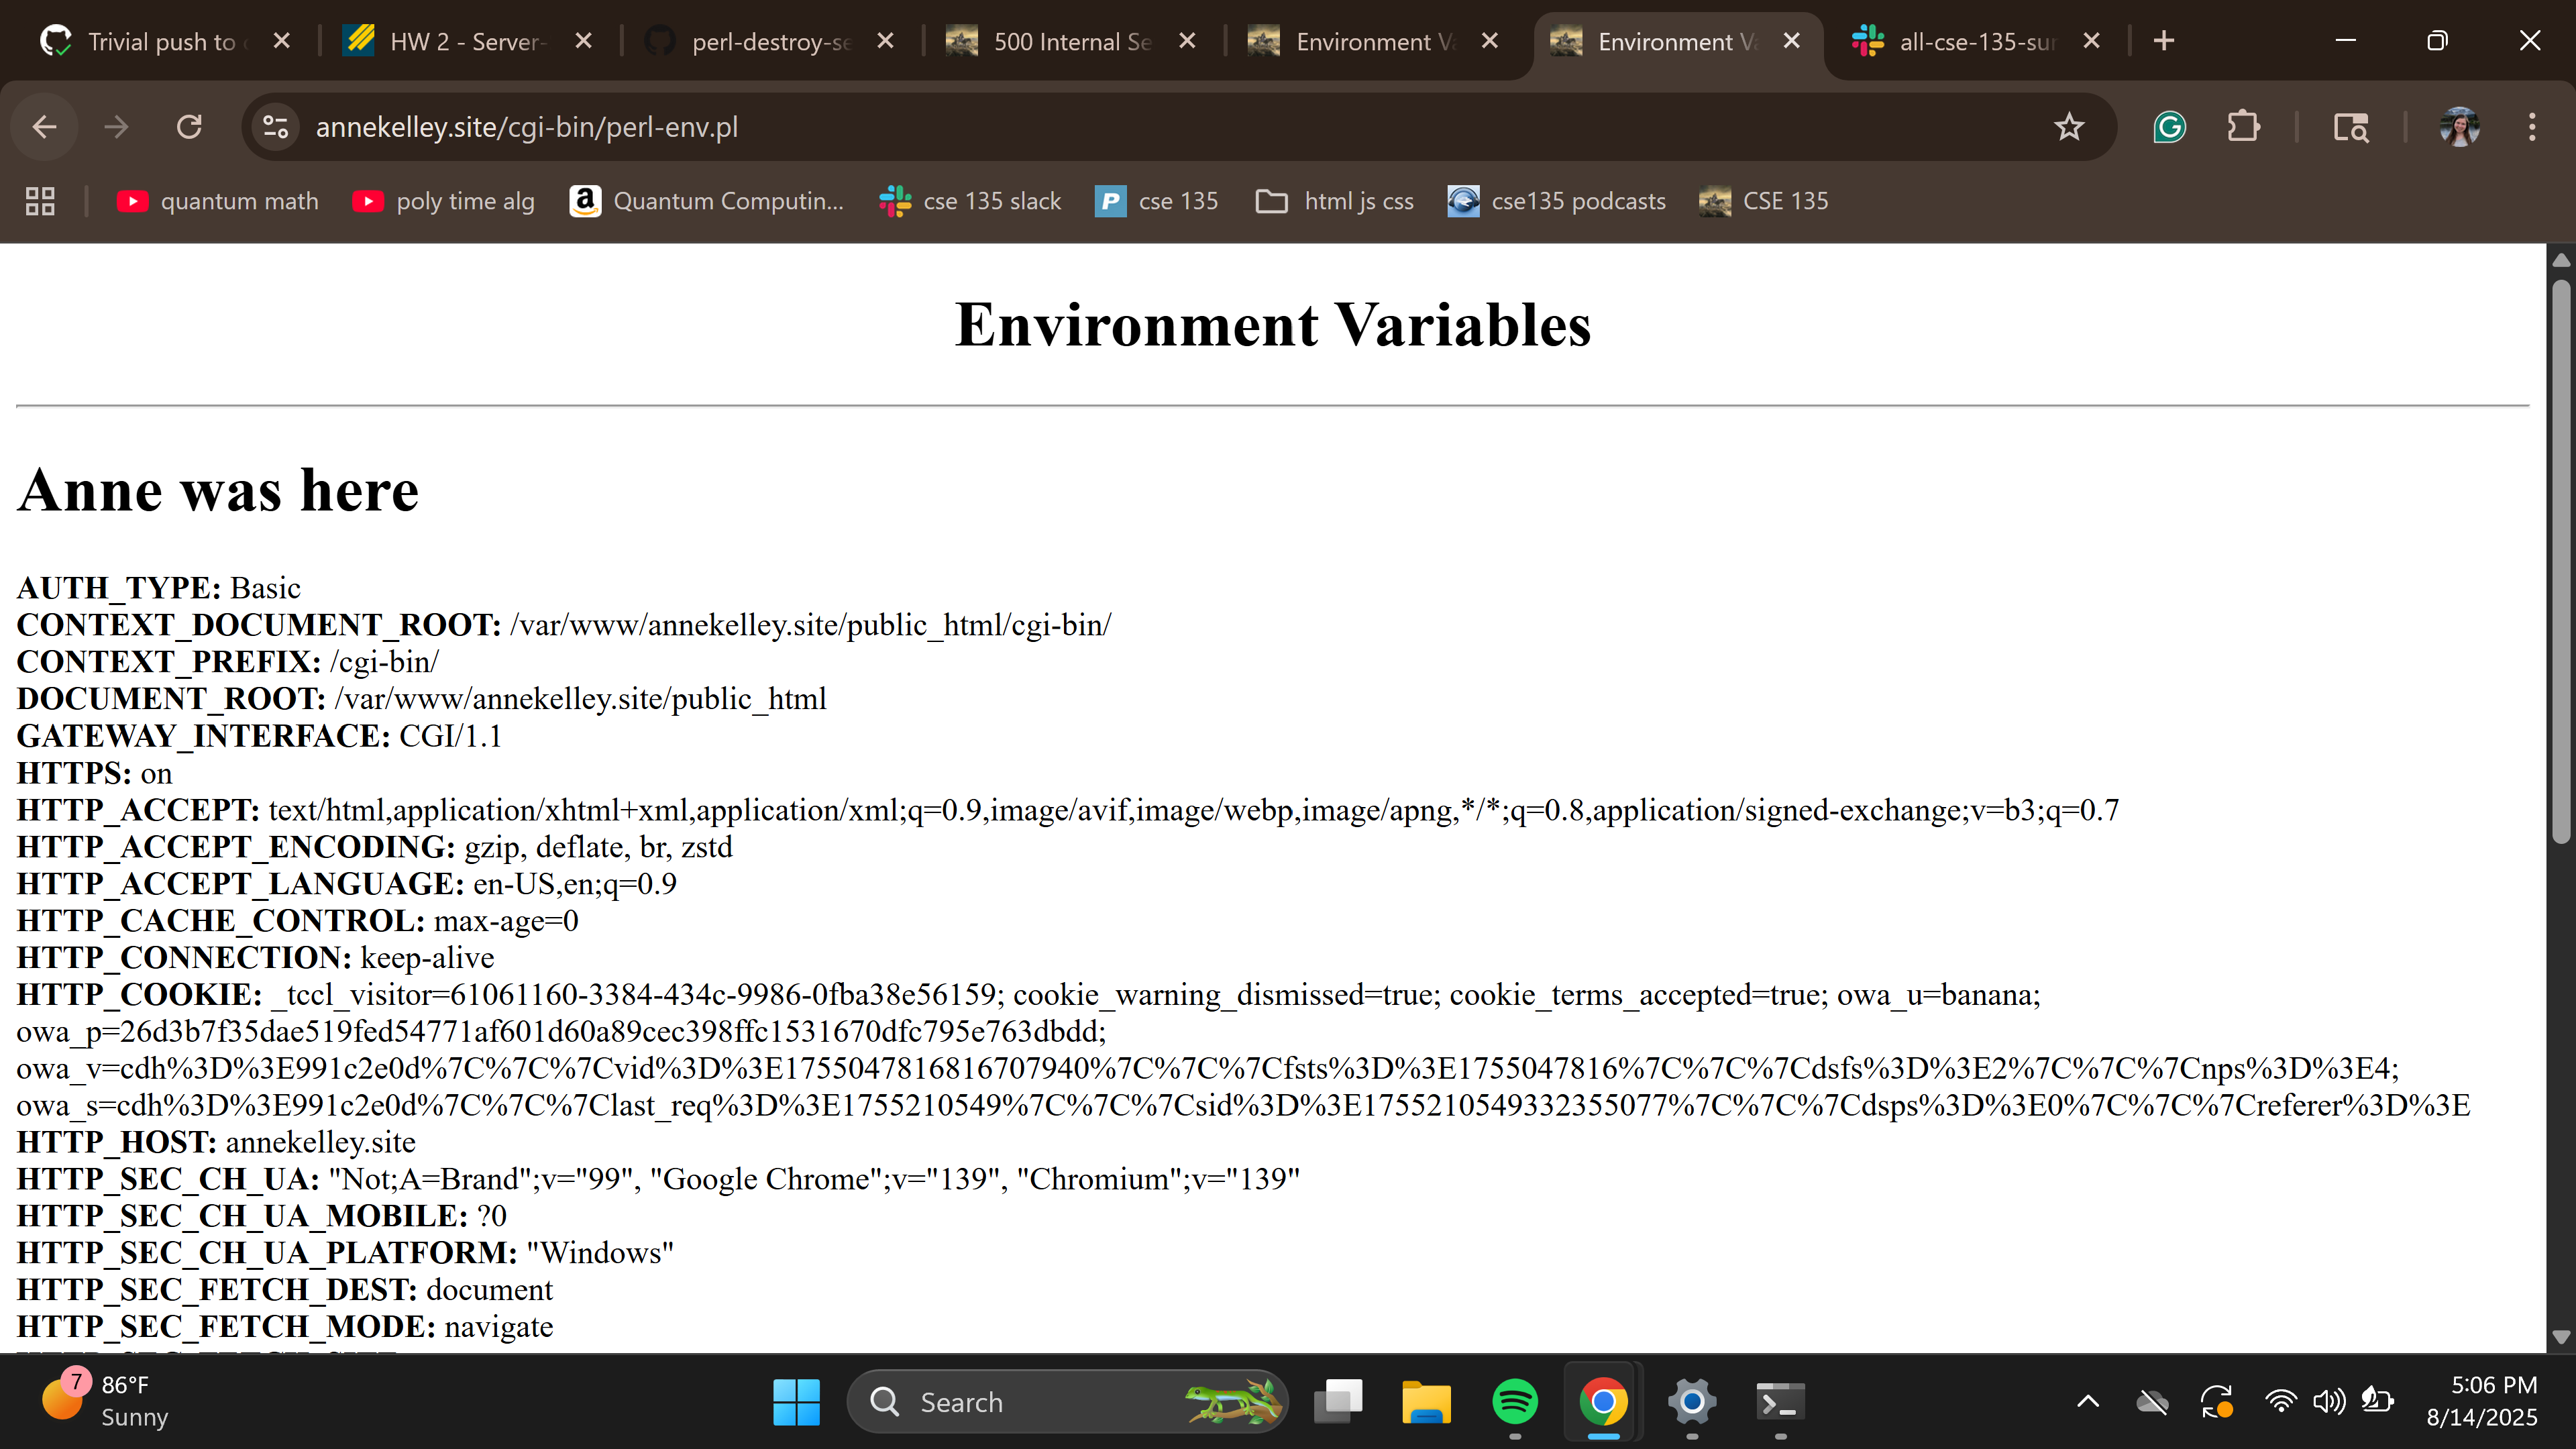 Trivial push to
HW 2 - Server-
perl-destroy-se
500 Internal Se
Environment Va
Environment Va
all-cse-135-sur
annekelley.site/cgi-bin/perl-env.pl
quantum math
poly time alg
Quantum Computin...
cse 135 slack
cse 135
html js css
cse135 podcasts
CSE 135
Environment Variables
Anne was here
AUTH_TYPE: Basic
CONTEXT_DOCUMENT_ROOT: /var/www/annekelley.site/public_html/cgi-bin/
CONTEXT_PREFIX: /cgi-bin/
DOCUMENT_ROOT: /var/www/annekelley.site/public_html
GATEWAY_INTERFACE: CGI/1.1
HTTPS: on
HTTP_ACCEPT: text/html,application/xhtml+xml,application/xml;q=0.9,image/avif,image/webp,image/apng,*/*;q=0.8,application/signed-exchange;v=b3;q=0.7
HTTP_ACCEPT_ENCODING: gzip, deflate, br, zstd
HTTP_ACCEPT_LANGUAGE: en-US,en;q=0.9
HTTP_CACHE_CONTROL: max-age=0
HTTP_CONNECTION: keep-alive
HTTP_COOKIE: _tccl_visitor=61061160-3384-434c-9986-0fba38e56159; cookie_warning_dismissed=true; cookie_terms_accepted=true; owa_u=banana;
owa_p=26d3b7f35dae519fed54771af601d60a89cec398ffc1531670dfc795e763dbdd;
owa_v=cdh%3D%3E991c2e0d%7C%7C%7Cvid%3D%3E1755047816816707940%7C%7C%7Cfsts%3D%3E1755047816%7C%7C%7Cdsfs%3D%3E2%7C%7C%7Cnps%3D%3E4;
owa_s=cdh%3D%3E991c2e0d%7C%7C%7Clast_req%3D%3E1755210549%7C%7C%7Csid%3D%3E1755210549332355077%7C%7C%7Cdsps%3D%3E0%7C%7C%7Creferer%3D%3E
HTTP_HOST: annekelley.site
HTTP_SEC_CH_UA: "Not;A=Brand";v="99", "Google Chrome";v="139", "Chromium";v="139"
HTTP_SEC_CH_UA_MOBILE: ?0
HTTP_SEC_CH_UA_PLATFORM: "Windows"
HTTP_SEC_FETCH_DEST: document
HTTP_SEC_FETCH_MODE: navigate
7
86°F
Sunny
Search
5:06 PM
8/14/2025